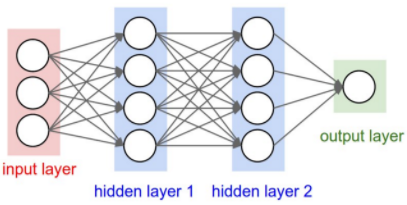 input layer
hidden layer 1
hidden layer 2
output layer